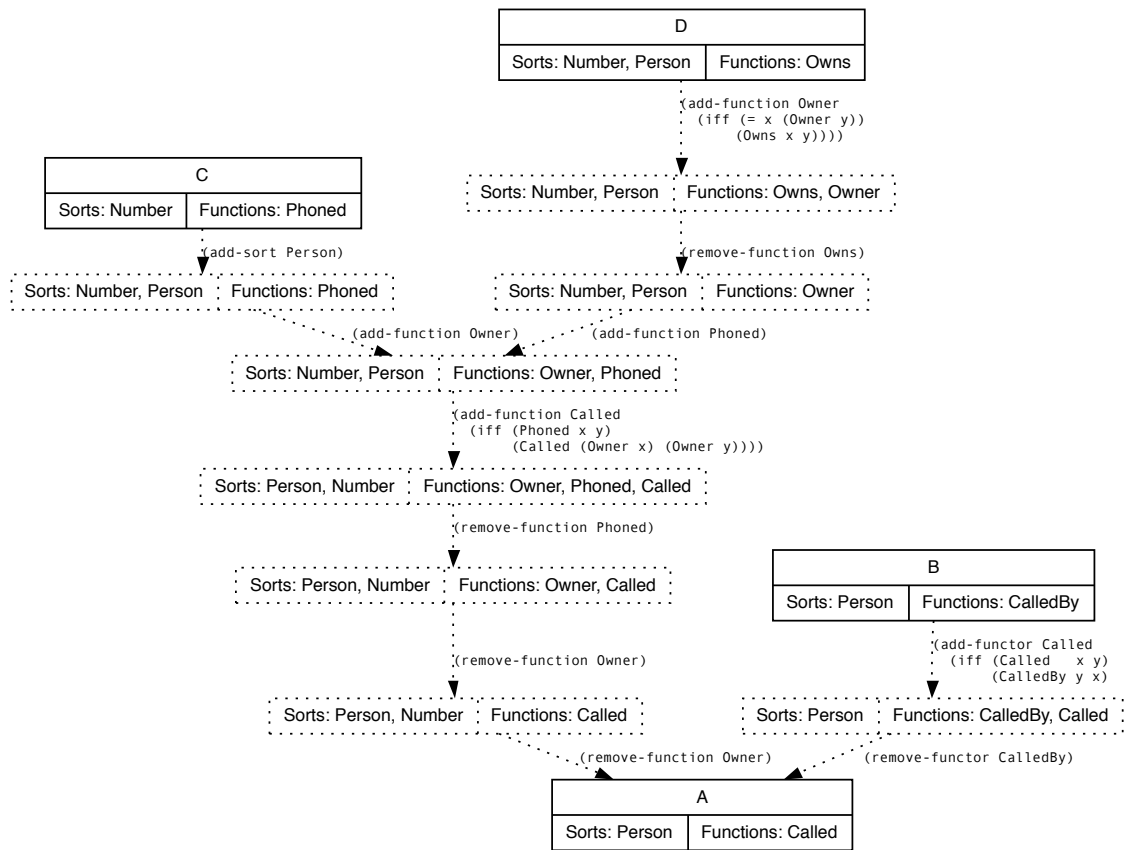 D
Sorts: Number, Person
Functions: Owns
(add-function Owner
(iff (= x (Owner y))
(Owns x y))))
C
Sorts: Number
Functions: Phoned
Sorts: Number, Person
Functions: Owns, Owner
(add-sort Person)
(remove-function Owns)
Sorts: Number, Person
Functions: Phoned
Sorts: Number, Person
Functions: Owner
(add-function Owner)
(add-function Phoned)
Sorts: Number, Person
Functions: Owner, Phoned
(add-function Called
(iff (Phoned x y)
(Called (Owner x) (Owner y))))
Sorts: Person, Number
Functions: Owner, Phoned, Called
(remove-function Phoned)
Sorts: Person, Number
Functions: Owner, Called
B
Sorts: Person
Functions: CalledBy
(remove-function Owner)
(add-functor Called
(iff (Called   x y)
(CalledBy y x)
Sorts: Person, Number
Functions: Called
Sorts: Person
Functions: CalledBy, Called
(remove-function Owner)
(remove-functor CalledBy)
A
Sorts: Person
Functions: Called